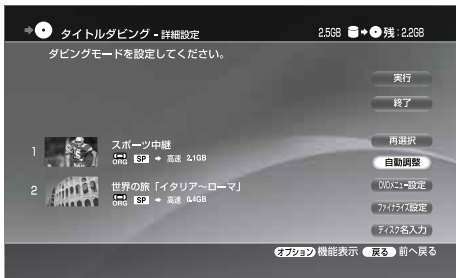 タイトルダビング - 詳細設定
2.5GB ➔ 残:2.2GB
ダビングモードを設定してください。
実行
終了
再選択
自動調整
DVDメニュー設定
ファイナライズ設定
ディスク名入力
1 スポーツ中継
ORG SP ➔ 高速 2.1GB
2 世界の旅「イタリア～ローマ」
ORG SP ➔ 高速 0.4GB
オプション 機能表示 戻る 前へ戻る